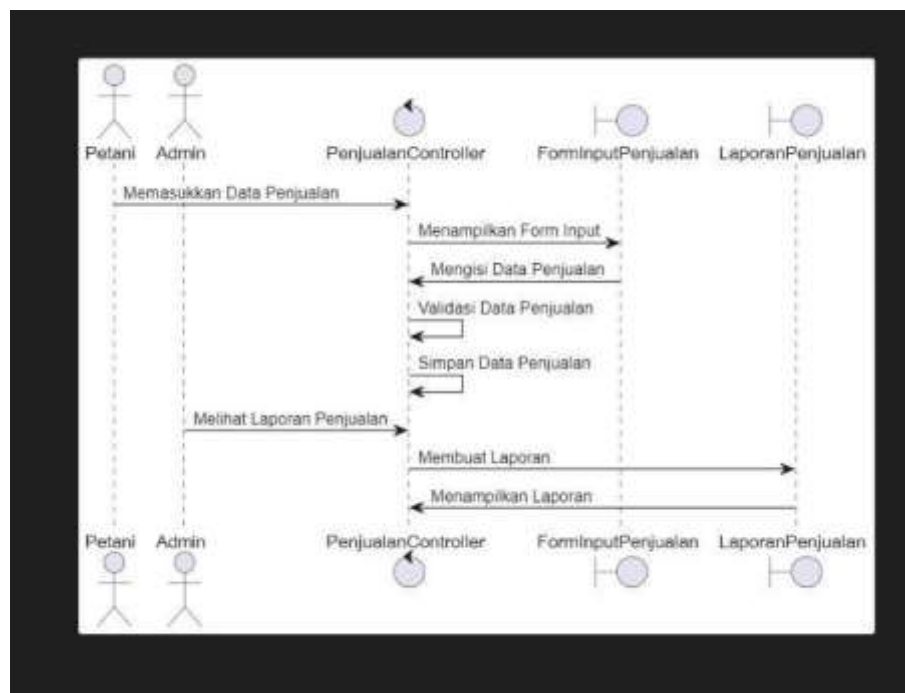 Petani Admin PenjualanController FormInputPenjualan LaporanPenjualan
Memasukkan Data Penjualan
Menampilkan Form Input
Mengisi Data Penjualan
Validasi Data Penjualan
Simpan Data Penjualan
Melihat Laporan Penjualan
Membuat Laporan
Menampilkan Laporan
Petani Admin PenjualanController FormInputPenjualan LaporanPenjualan